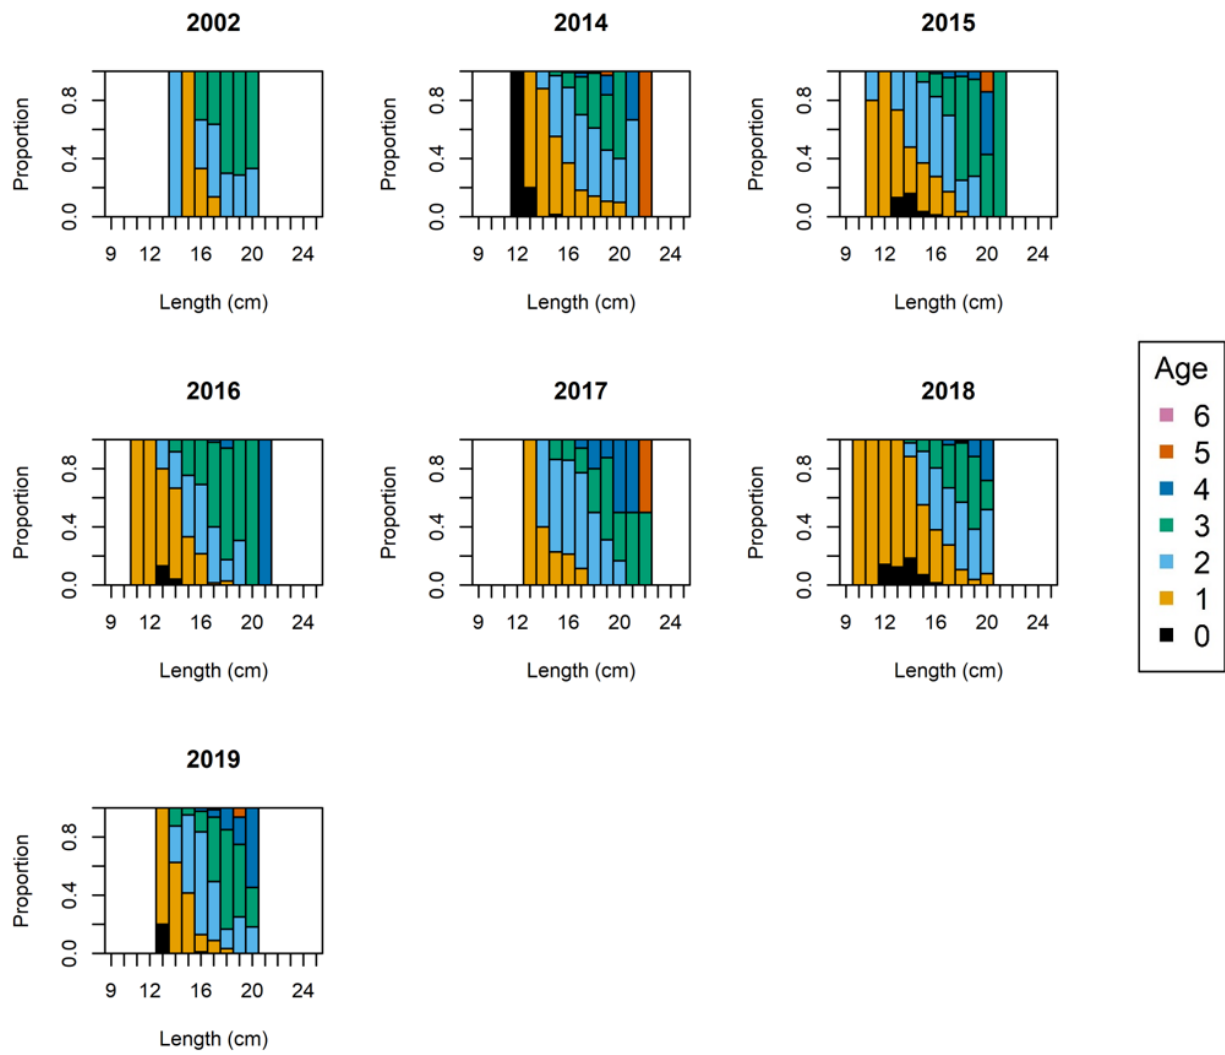 2002
2014
2015
Proportion
0.0 0.4 0.8
9 12 16 20 24
Length (cm)
Proportion
0.0 0.4 0.8
9 12 16 20 24
Length (cm)
Proportion
0.0 0.4 0.8
9 12 16 20 24
Length (cm)
2016
2017
2018
Proportion
0.0 0.4 0.8
9 12 16 20 24
Length (cm)
Proportion
0.0 0.4 0.8
9 12 16 20 24
Length (cm)
Proportion
0.0 0.4 0.8
9 12 16 20 24
Length (cm)
Age
6
5
4
3
2
1
0
2019
Proportion
0.0 0.4 0.8
9 12 16 20 24
Length (cm)